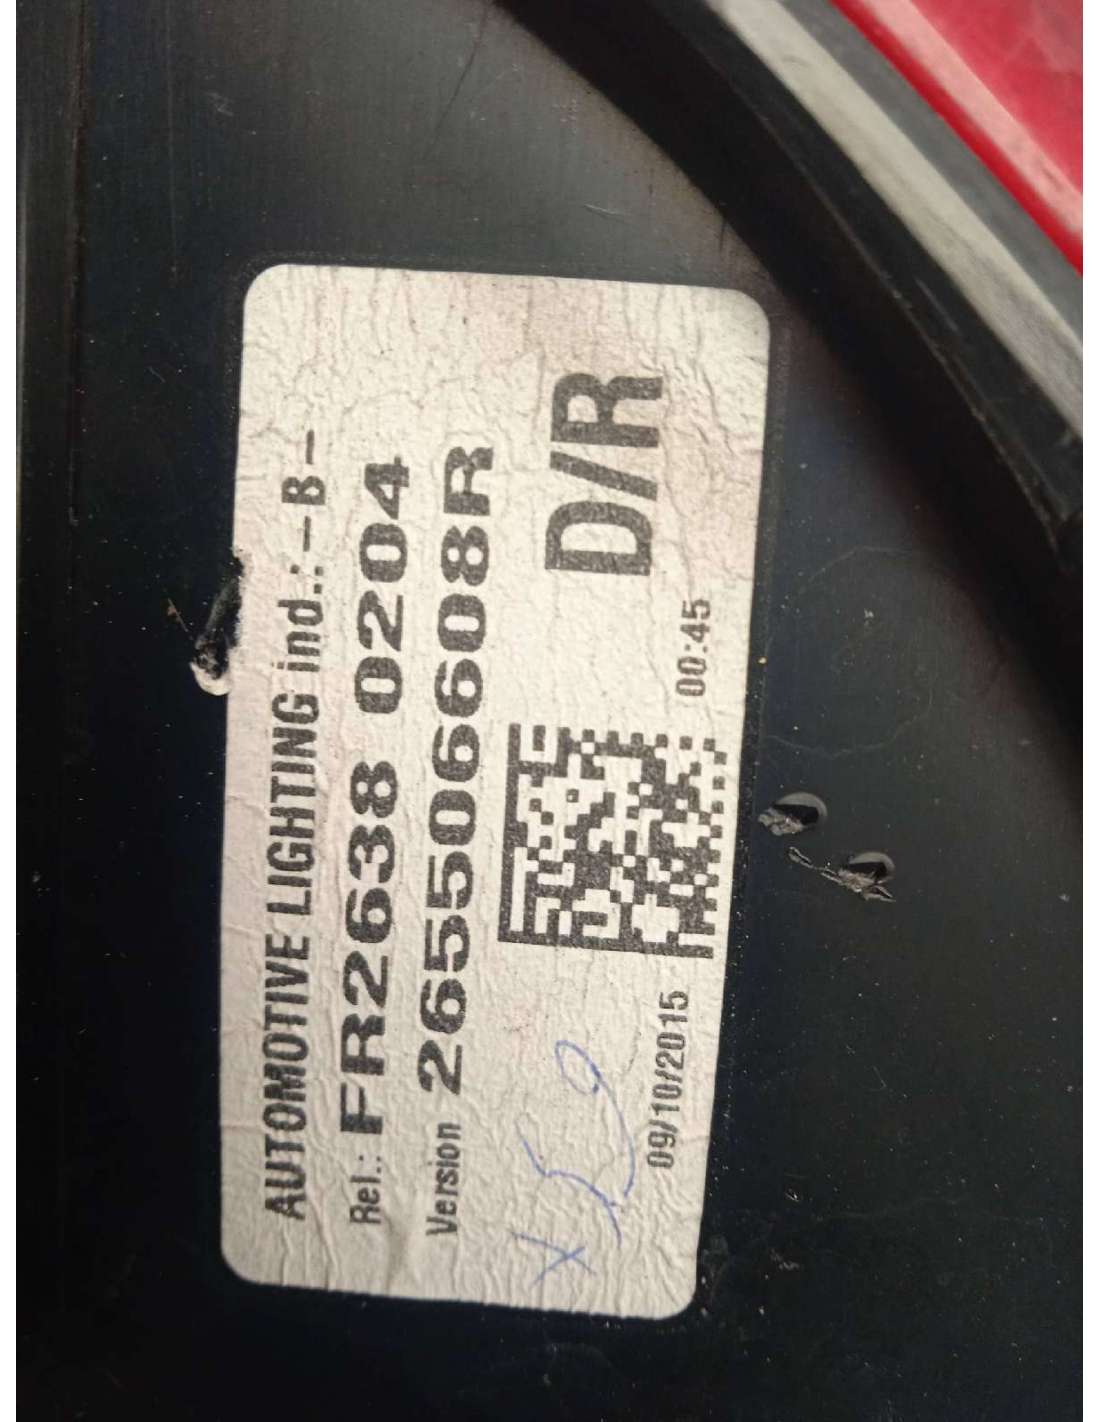 AUTOMOTIVE LIGHTING ind.:-B-
Rel.: FR2638 0204
Version 265506608R
D/R
09/10/2015 00:45